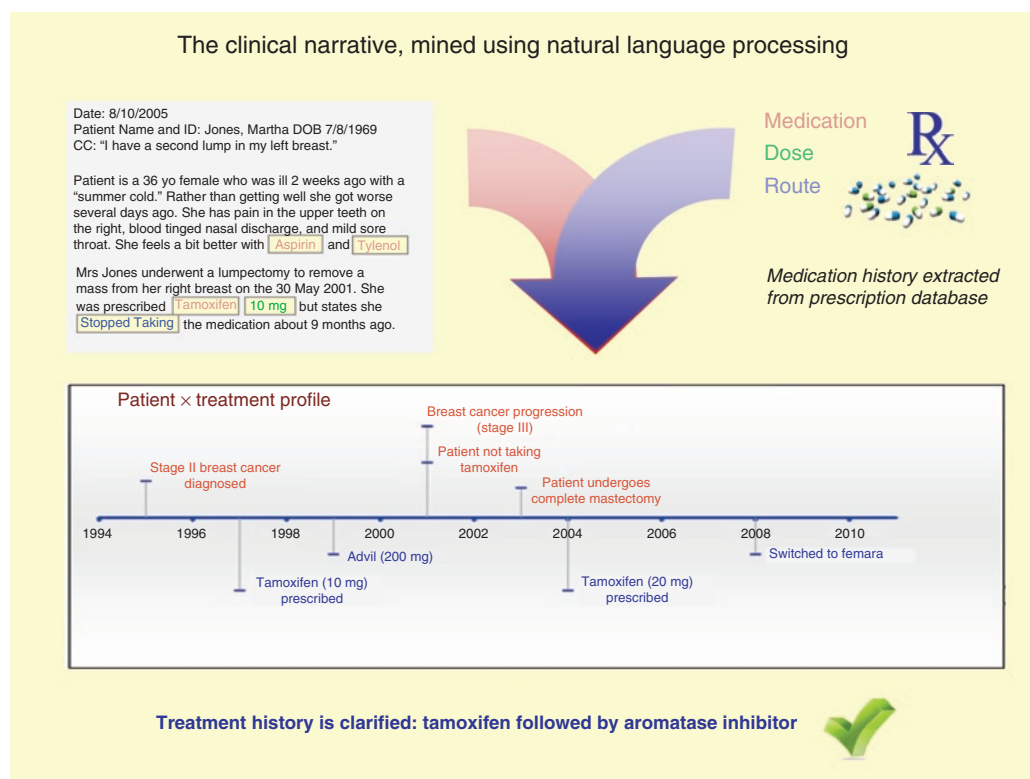 The clinical narrative, mined using natural language processing
Date: 8/10/2005
Patient Name and ID: Jones, Martha DOB 7/8/1969
CC: “I have a second lump in my left breast.”
Patient is a 36 yo female who was ill 2 weeks ago with a
“summer cold.” Rather than getting well she got worse
several days ago. She has pain in the upper teeth on
the right, blood tinged nasal discharge, and mild sore
throat. She feels a bit better with Aspirin and Tylenol
Mrs Jones underwent a lumpectomy to remove a
mass from her right breast on the 30 May 2001. She
was prescribed Tamoxifen 10 mg but states she
Stopped Taking the medication about 9 months ago.
Medication
Dose
Route
Rx
Medication history extracted
from prescription database
Patient × treatment profile
Breast cancer progression
(stage III)
Patient not taking
tamoxifen
Stage II breast cancer
diagnosed
Patient undergoes
complete mastectomy
1994 1996 1998 2000 2002 2004 2006 2008 2010
Advil (200 mg)
Switched to femara
Tamoxifen (10 mg)
prescribed
Tamoxifen (20 mg)
prescribed
Treatment history is clarified: tamoxifen followed by aromatase inhibitor